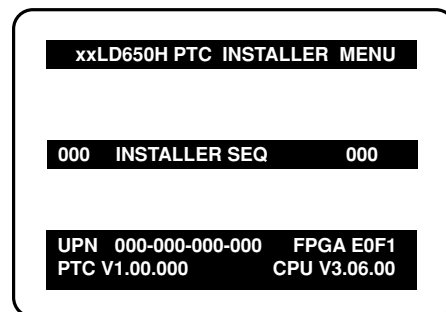 xxLD650H PTC INSTALLER MENU
000 INSTALLER SEQ 000
UPN 000-000-000-000 FPGA E0F1
PTC V1.00.000 CPU V3.06.00